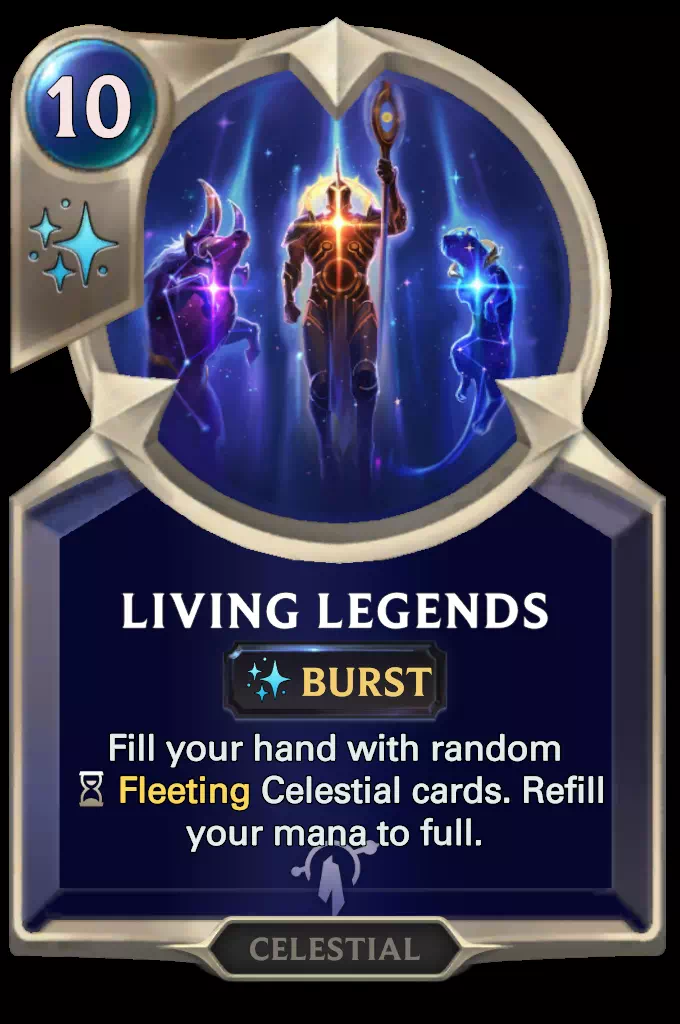 10
LIVING LEGENDS
BURST
Fill your hand with random
Fleeting Celestial cards. Refill
your mana to full.
CELESTIAL